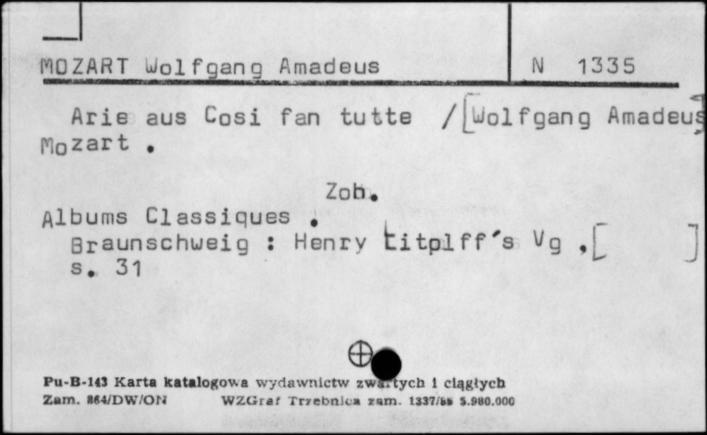 MOZART Wolfgang Amadeus N 1335
Arie aus Cosi fan tutte /[Wolfgang Amadeus]
Mozart .
Zob.
Albums Classiques .
Braunschweig : Henry Litplff's Vg ,[ ]
s. 31
Pu-B-143 Karta katalogowa wydawnictw zwartych i ciągłych
Zam. 864/DW/ON WZGraf Trzebnica zam. 1337/88 5.980.000